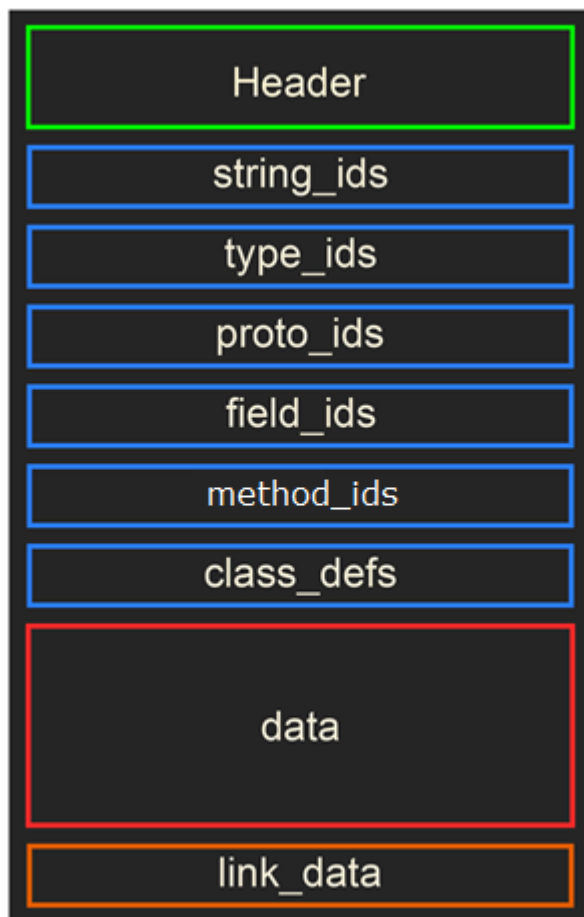 Header
string_ids
type_ids
proto_ids
field_ids
method_ids
class_defs
data
link_data